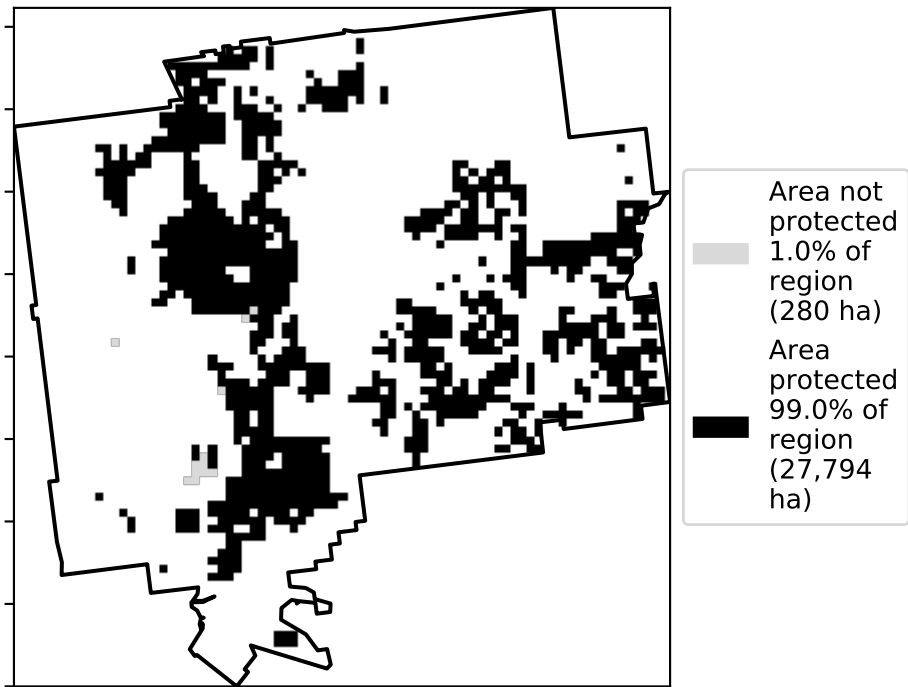 Area not
protected
1.0% of
region
(280 ha)
Area
protected
99.0% of
region
(27,794
ha)